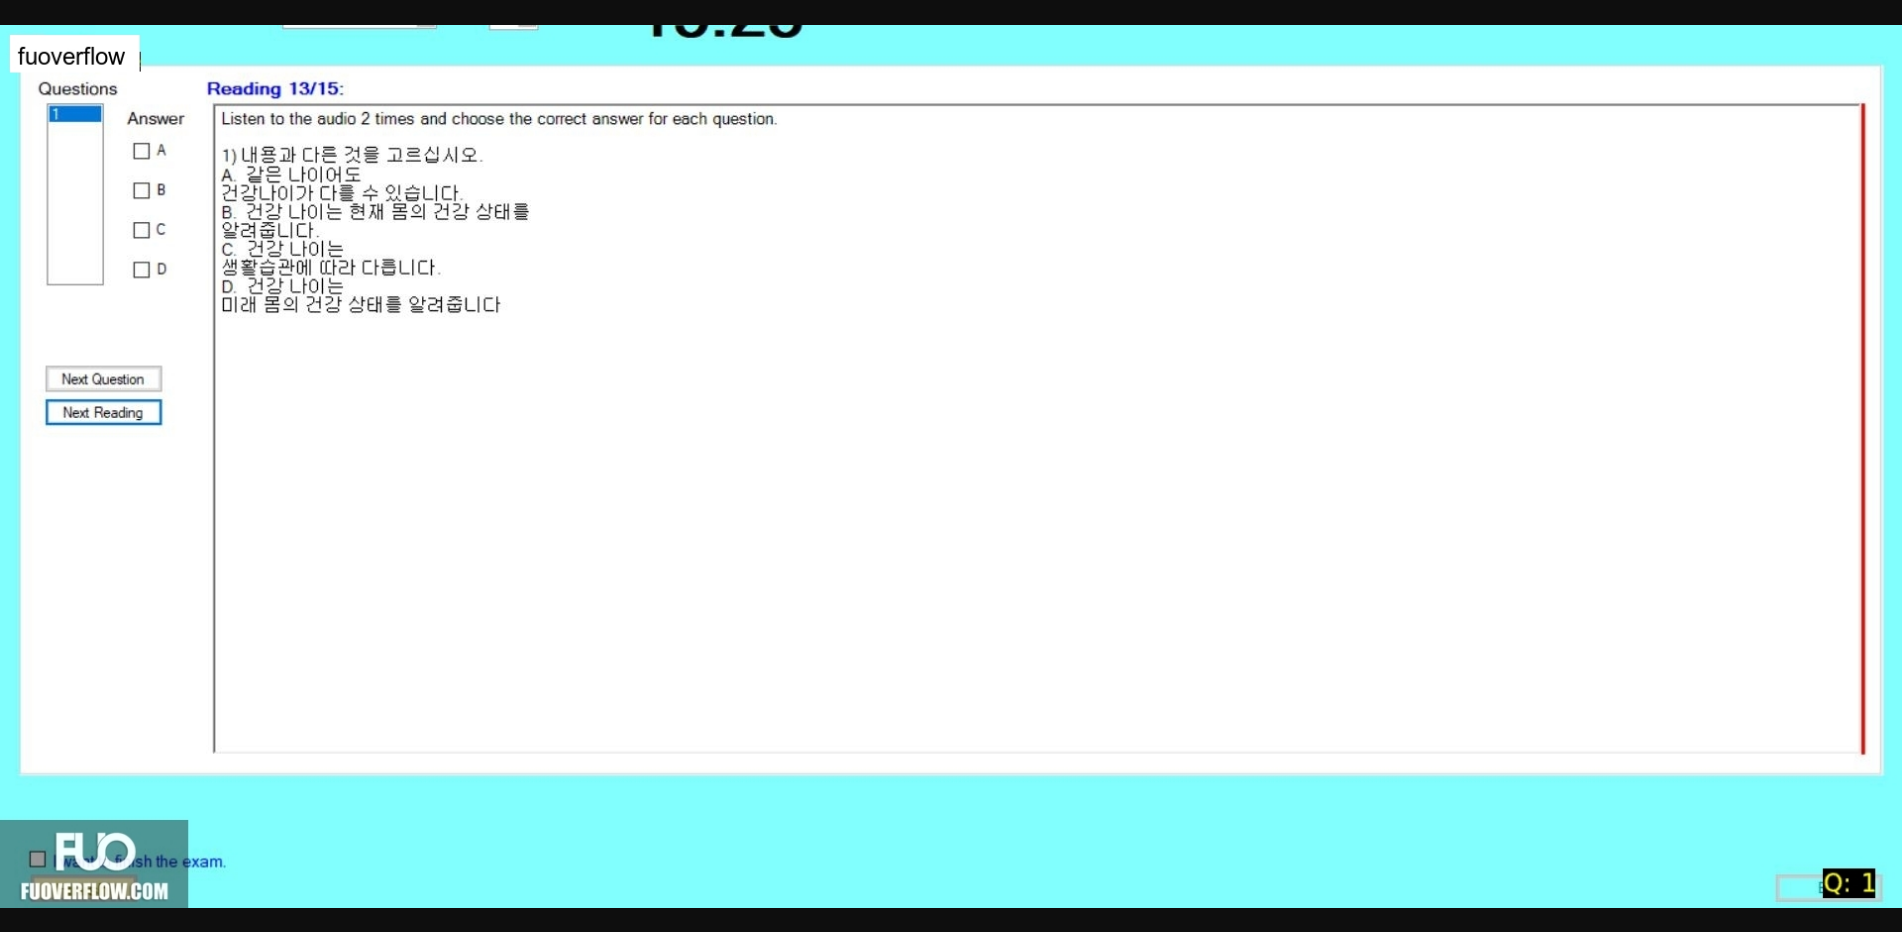 fuoverflow
Questions
Reading 13/15:
1
Answer
A
B
C
D
Listen to the audio 2 times and choose the correct answer for each question.
1) 내용과 다른 것을 고르십시오.
A. 같은 나이어도
건강나이가 다를 수 있습니다.
B. 건강 나이는 현재 몸의 건강 상태를
알려줍니다.
C. 건강 나이는
생활습관에 따라 다릅니다.
D. 건강 나이는
미래 몸의 건강 상태를 알려줍니다
Next Question
Next Reading
FUO
sh the exam.
FUOVERFLOW.COM
Q: 1